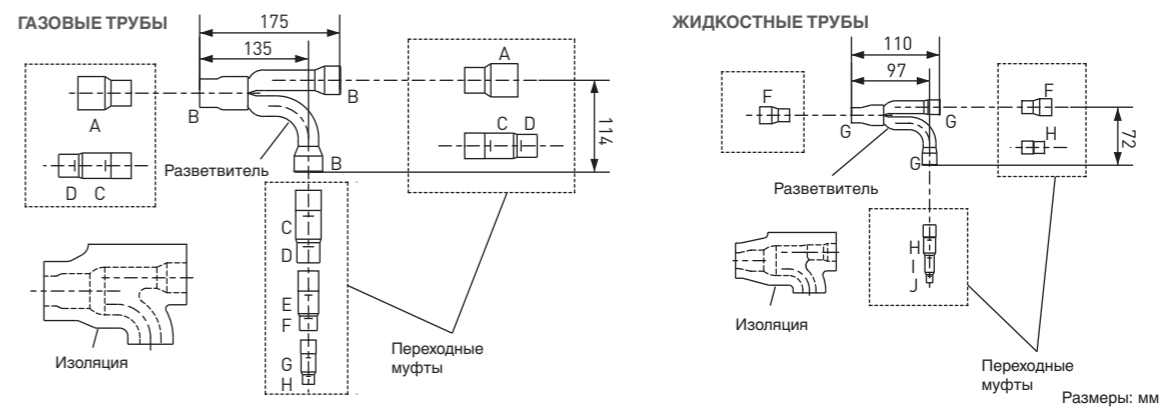 ГАЗОВЫЕ ТРУБЫ
175
135
A
D C
B
B
B
Разветвитель
114
A
C D
C
D
E
F
G
H
Изоляция
Переходные
муфты
ЖИДКОСТНЫЕ ТРУБЫ
110
97
F
G
G
G
Разветвитель
72
F
H
H
I
J
Изоляция
Переходные
муфты
Размеры: мм